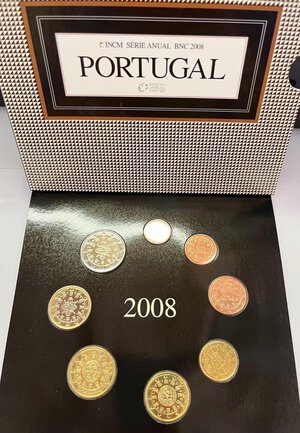 INCM SÉRIE ANUAL BNC 2008
PORTUGAL
2008